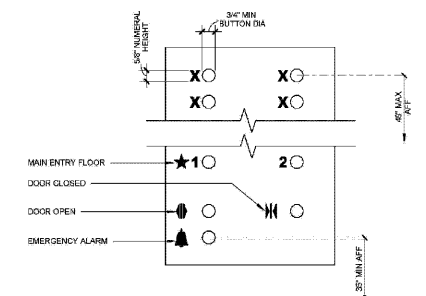 3/4" MIN
BUTTON DIA
5/8" NUMERAL
HEIGHT
X X
X X
48" MAX
AFF
MAIN ENTRY FLOOR
1 2
DOOR CLOSED
DOOR OPEN
EMERGENCY ALARM
35" MIN AFF